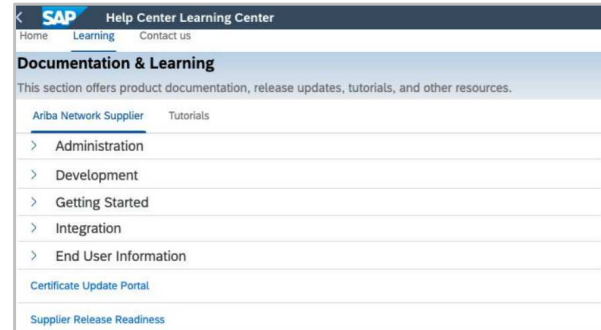 SAP Help Center Learning Center
Home Learning Contact us
Documentation & Learning
This section offers product documentation, release updates, tutorials, and other resources.
Ariba Network Supplier Tutorials
Administration
Development
Getting Started
Integration
End User Information
Certificate Update Portal
Supplier Release Readiness